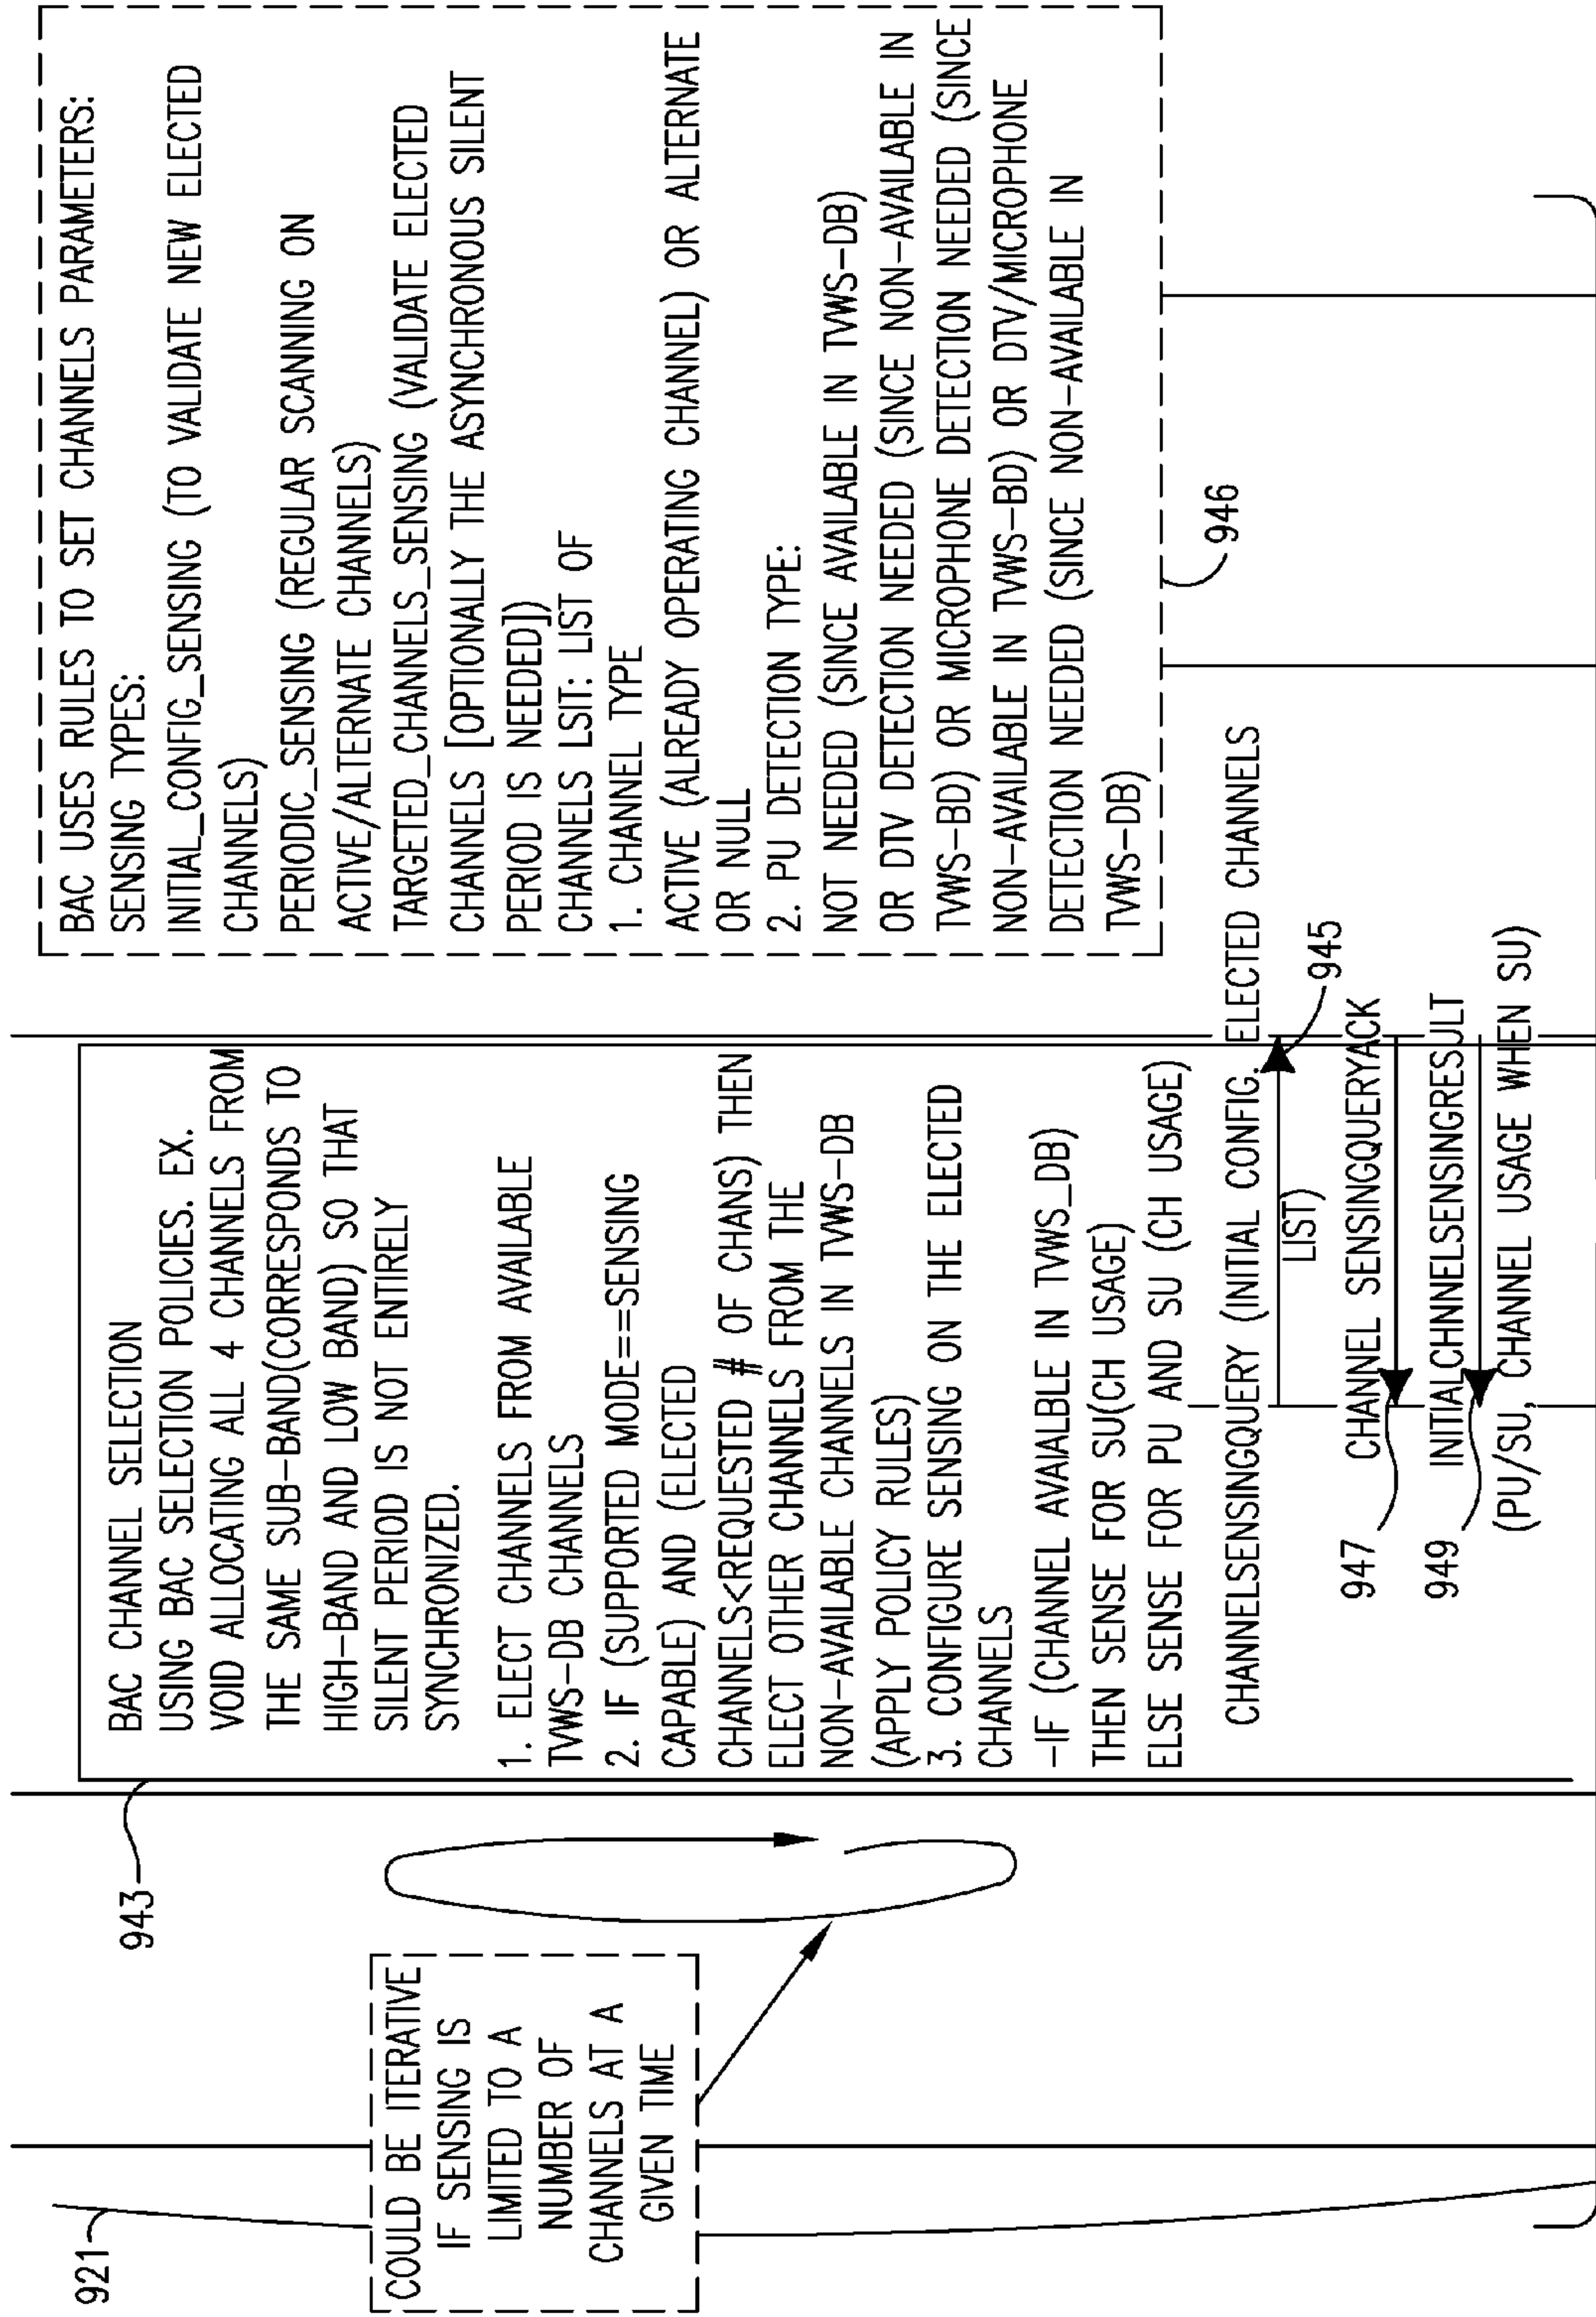 921
COULD BE ITERATIVE
IF SENSING IS
LIMITED TO A
NUMBER OF
CHANNELS AT A
GIVEN TIME
943
BAC CHANNEL SELECTION
USING BAC SELECTION POLICIES. EX.
VOID ALLOCATING ALL 4 CHANNELS FROM
THE SAME SUB-BAND(CORRESPONDS TO
HIGH-BAND AND LOW BAND) SO THAT
SILENT PERIOD IS NOT ENTIRELY
SYNCHRONIZED.
1. ELECT CHANNELS FROM AVAILABLE
TVWS-DB CHANNELS
2. IF (SUPPORTED MODE==SENSING
CAPABLE) AND (ELECTED
CHANNELS<REQUESTED # OF CHANS) THEN
ELECT OTHER CHANNELS FROM THE
NON-AVAILABLE CHANNELS IN TVWS-DB
(APPLY POLICY RULES)
3. CONFIGURE SENSING ON THE ELECTED
CHANNELS
-IF (CHANNEL AVAIALBLE IN TVWS_DB)
THEN SENSE FOR SU(CH USAGE)
ELSE SENSE FOR PU AND SU (CH USAGE)
CHANNELSENSINGQUERY (INITIAL CONFIG. ELECTED CHANNELS
LIST)
945
CHANNEL SENSINGQUERYACK
947
INITIALCHNNELSENSINGRESULT
949
(PU/SU, CHANNEL USAGE WHEN SU)
BAC USES RULES TO SET CHANNELS PARAMETERS:
SENSING TYPES:
INITIAL_CONFIG_SENSING (TO VALIDATE NEW ELECTED
CHANNELS)
PERIODIC_SENSING (REGULAR SCANNING ON
ACTIVE/ALTERNATE CHANNELS)
TARGETED_CHANNELS_SENSING (VALIDATE ELECTED
CHANNELS [OPTIONALLY THE ASYNCHRONOUS SILENT
PERIOD IS NEEDED])
CHANNELS LSIT: LIST OF
1. CHANNEL TYPE
ACTIVE (ALREADY OPERATING CHANNEL) OR ALTERNATE
OR NULL
2. PU DETECTION TYPE:
NOT NEEDED (SINCE AVAILABLE IN TVWS-DB)
OR DTV DETECTION NEEDED (SINCE NON-AVAILABLE IN
TVWS-BD) OR MICROPHONE DETECTION NEEDED (SINCE
NON-AVAILABLE IN TVWS-BD) OR DTV/MICROPHONE
DETECTION NEEDED (SINCE NON-AVAILABLE IN
TVWS-DB)
946